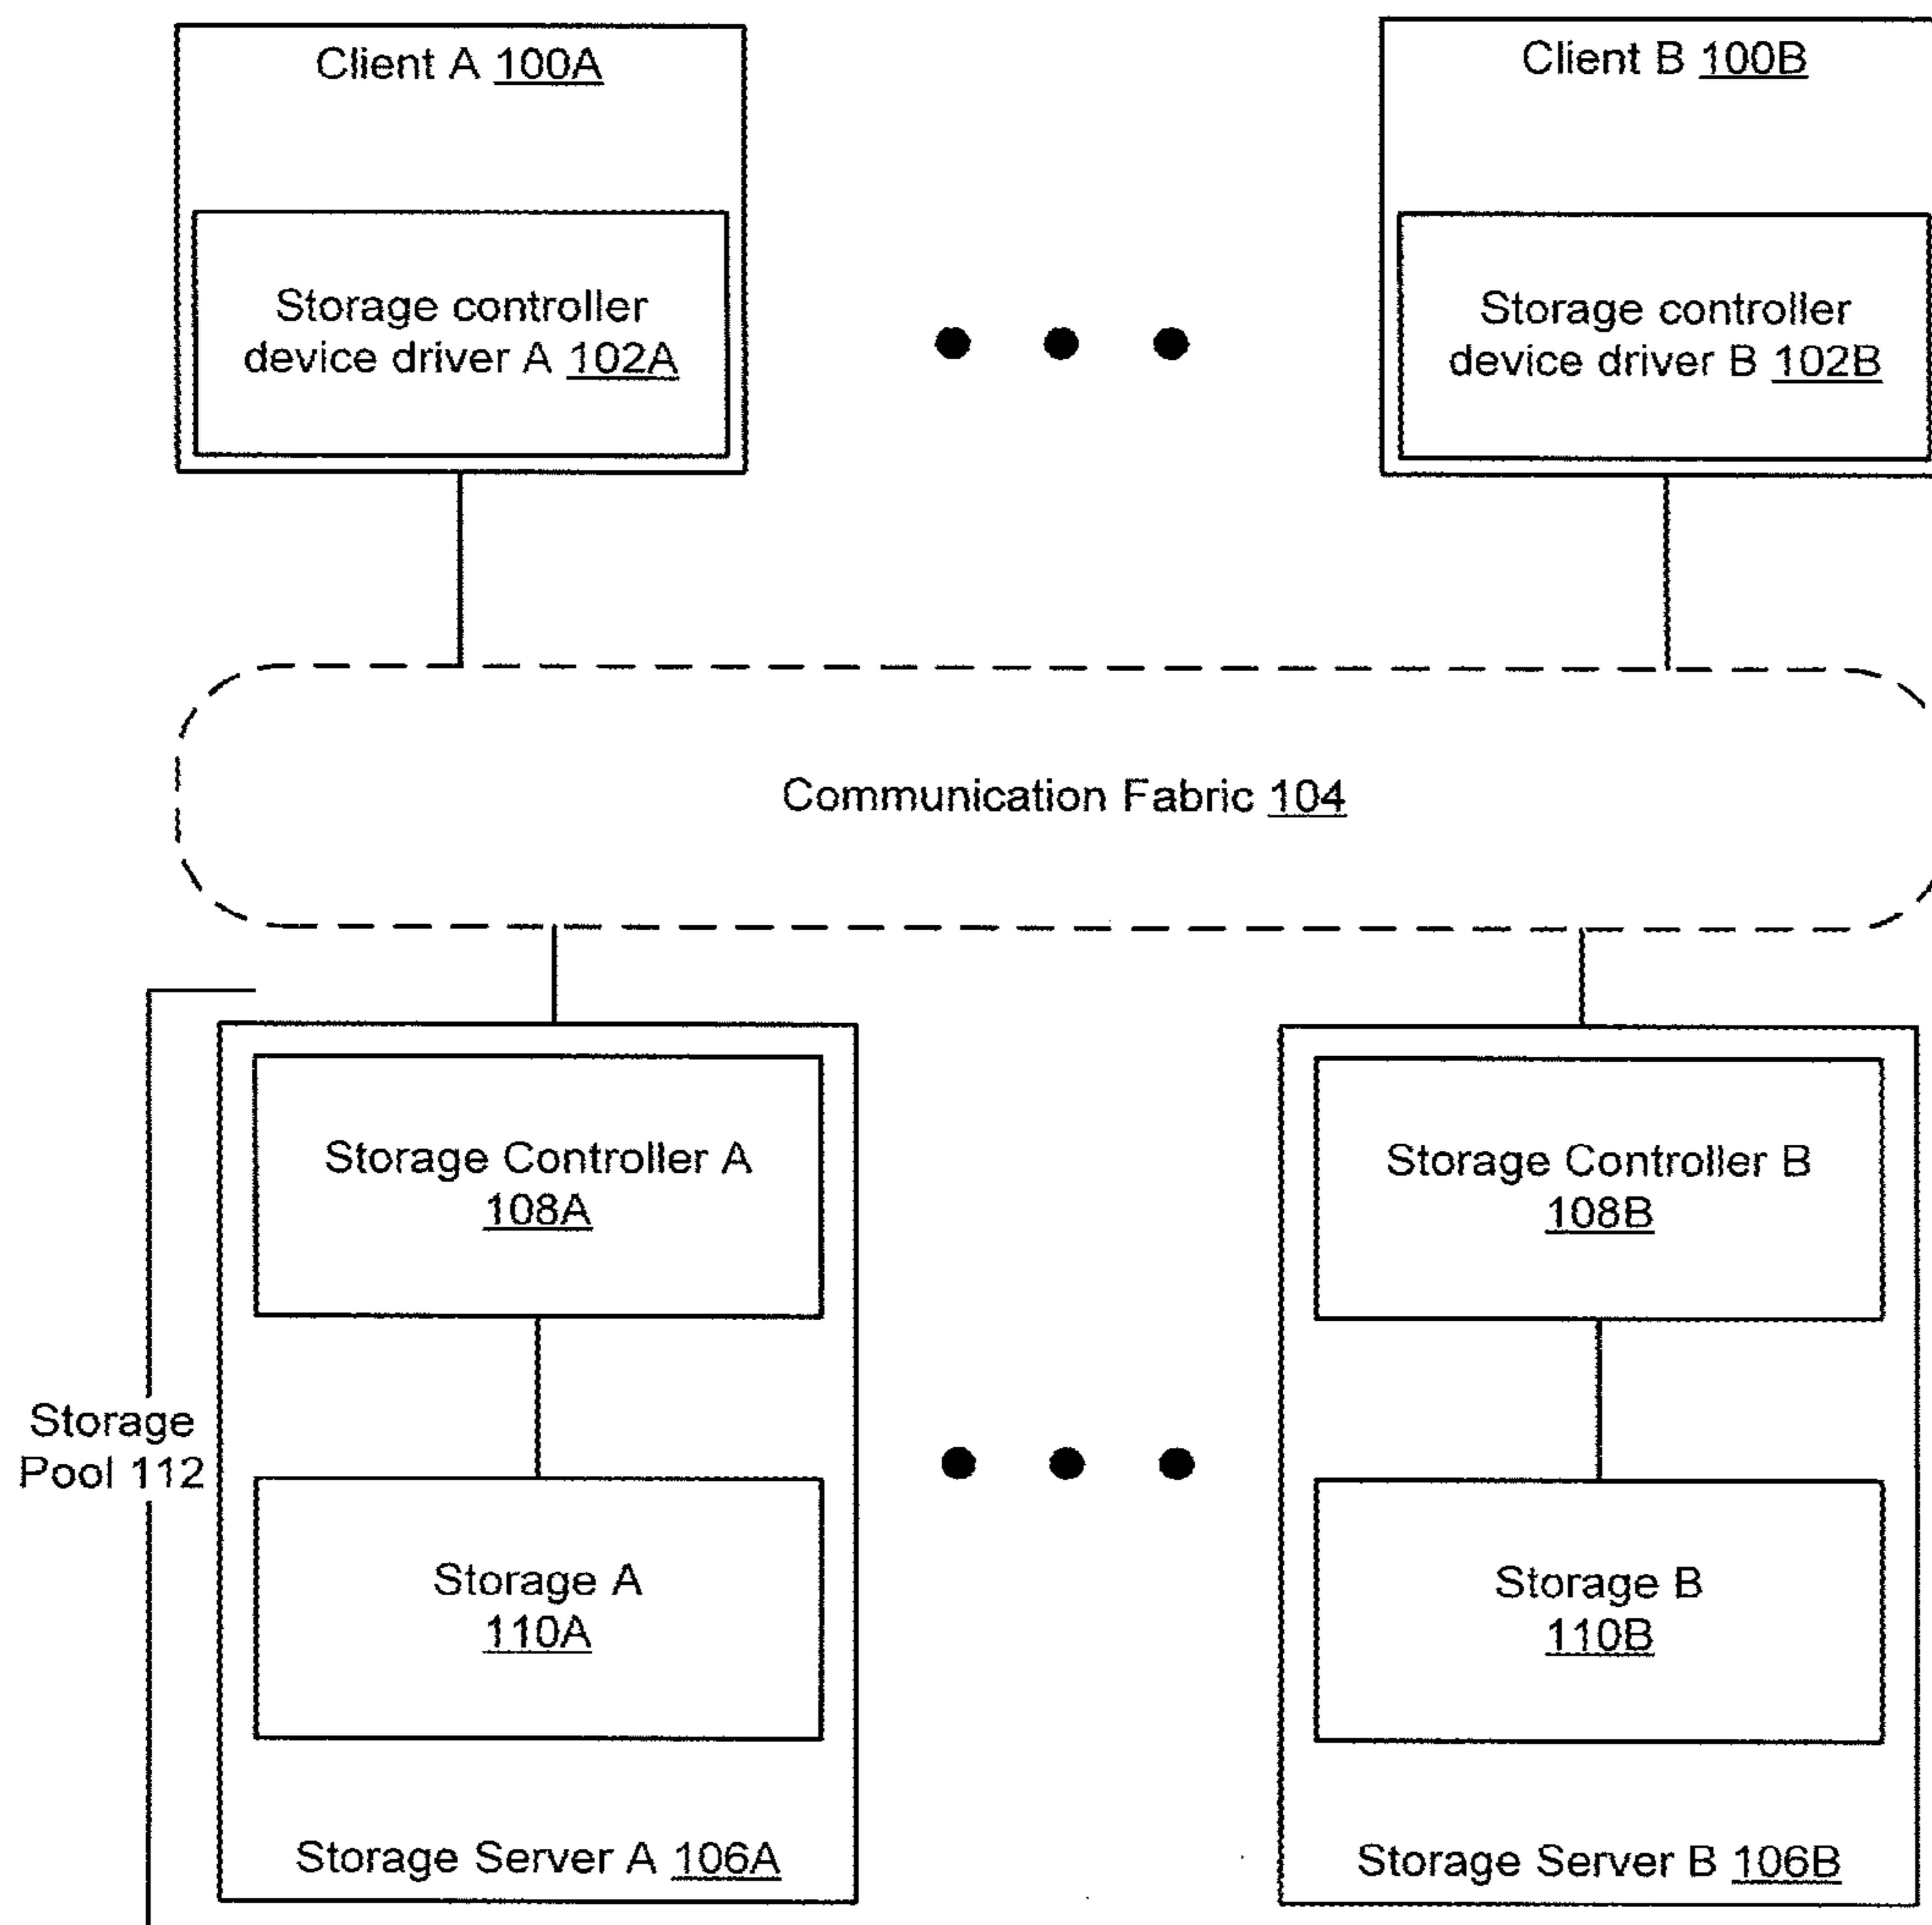 Client A 100A
Client B 100B
Storage controller
device driver A 102A
Storage controller
device driver B 102B
Communication Fabric 104
Storage Controller A
108A
Storage Controller B
108B
Storage
Pool 112
Storage A
110A
Storage B
110B
Storage Server A 106A
Storage Server B 106B